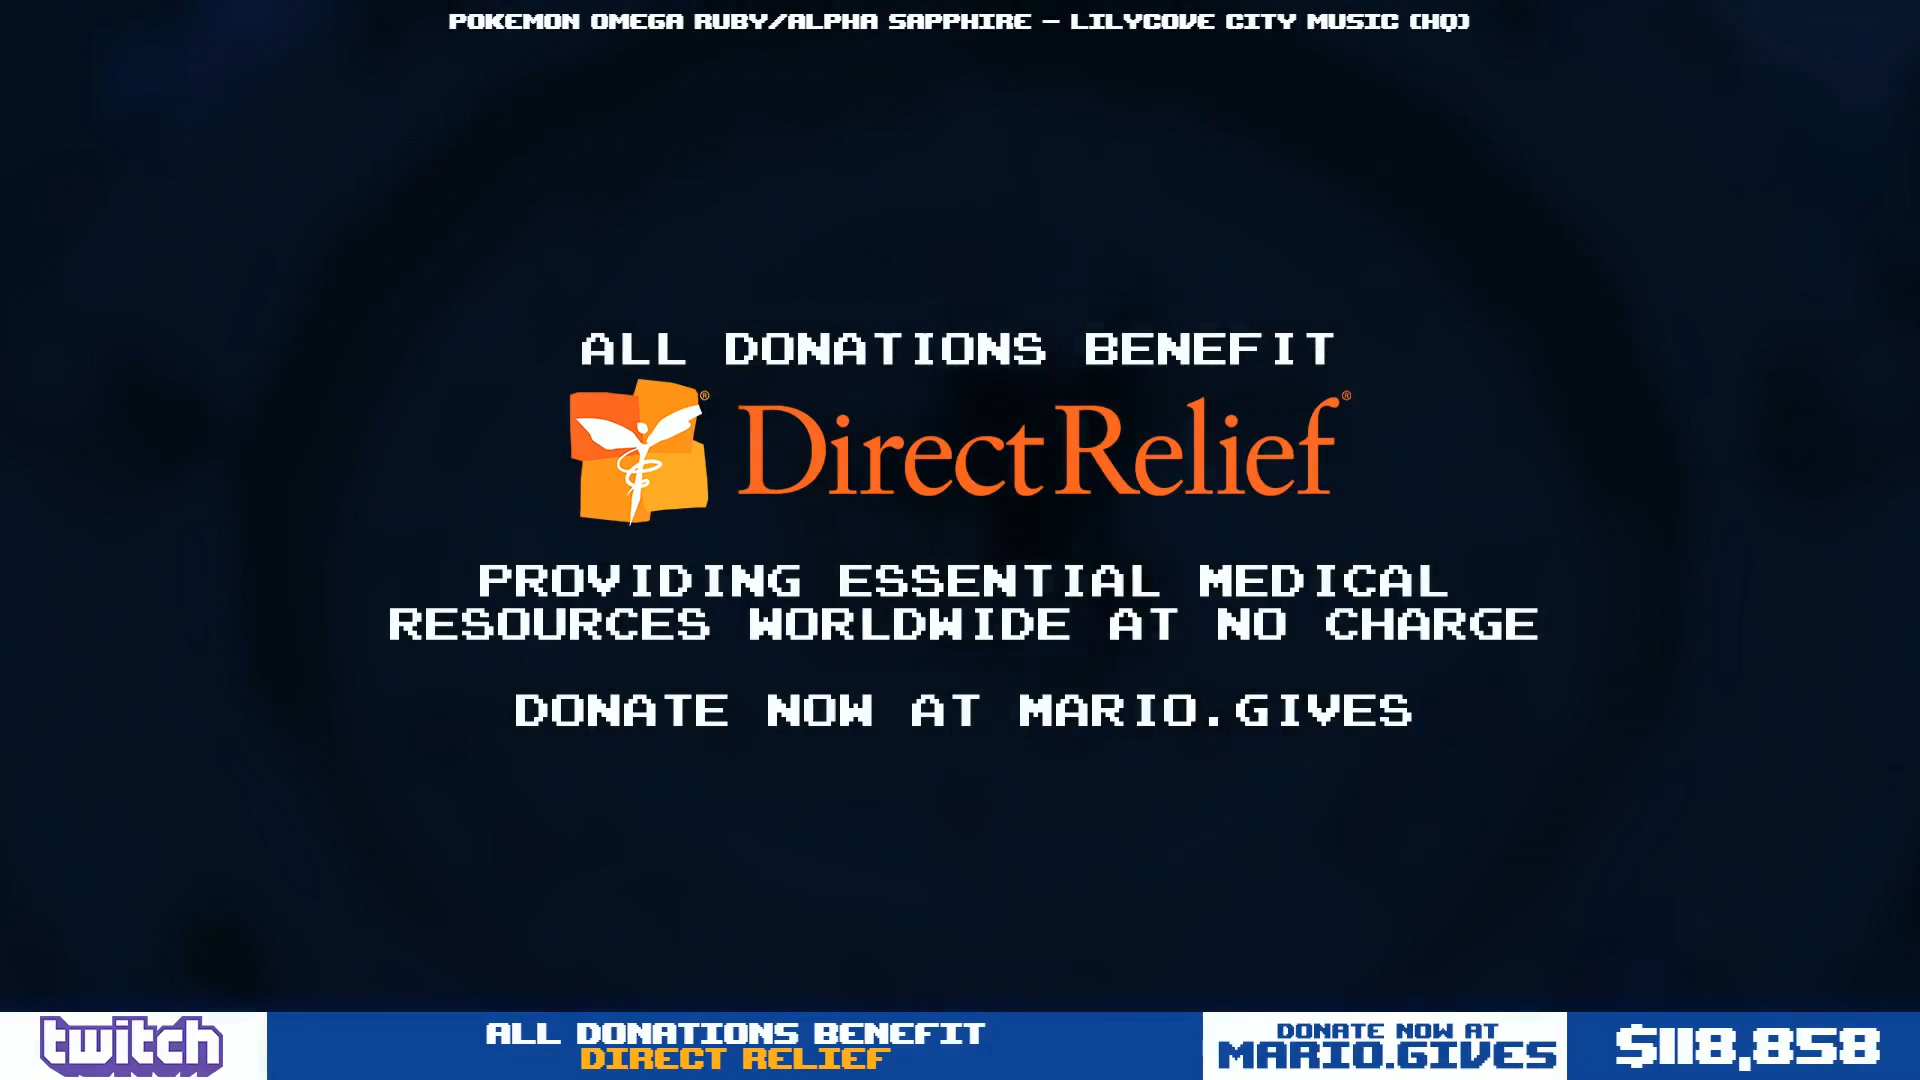 POKEMON OMEGA RUBY/ALPHA SAPPHIRE - LILYCOVE CITY MUSIC (HQ)
ALL DONATIONS BENEFIT
® DirectRelief®
PROVIDING ESSENTIAL MEDICAL
RESOURCES WORLDWIDE AT NO CHARGE
DONATE NOW AT MARIO.GIVES
twitch
ALL DONATIONS BENEFIT
DIRECT RELIEF
DONATE NOW AT
MARIO.GIVES
$118,858